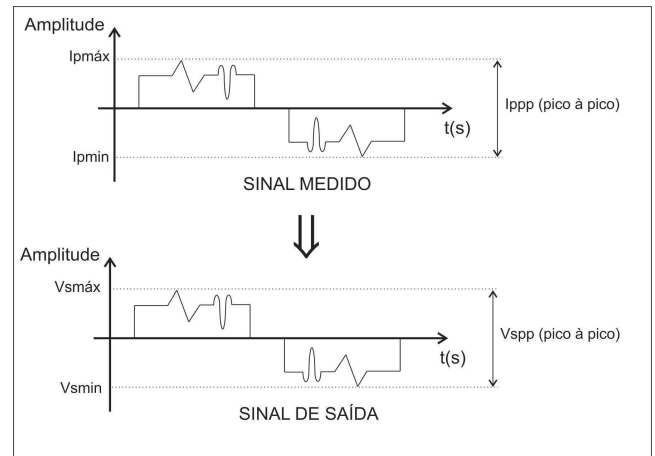 Amplitude
Ipmáx
Ippp (pico à pico)
t(s)
Ipmin
SINAL MEDIDO
Amplitude
Vsmáx
Vspp (pico à pico)
t(s)
Vsmin
SINAL DE SAÍDA